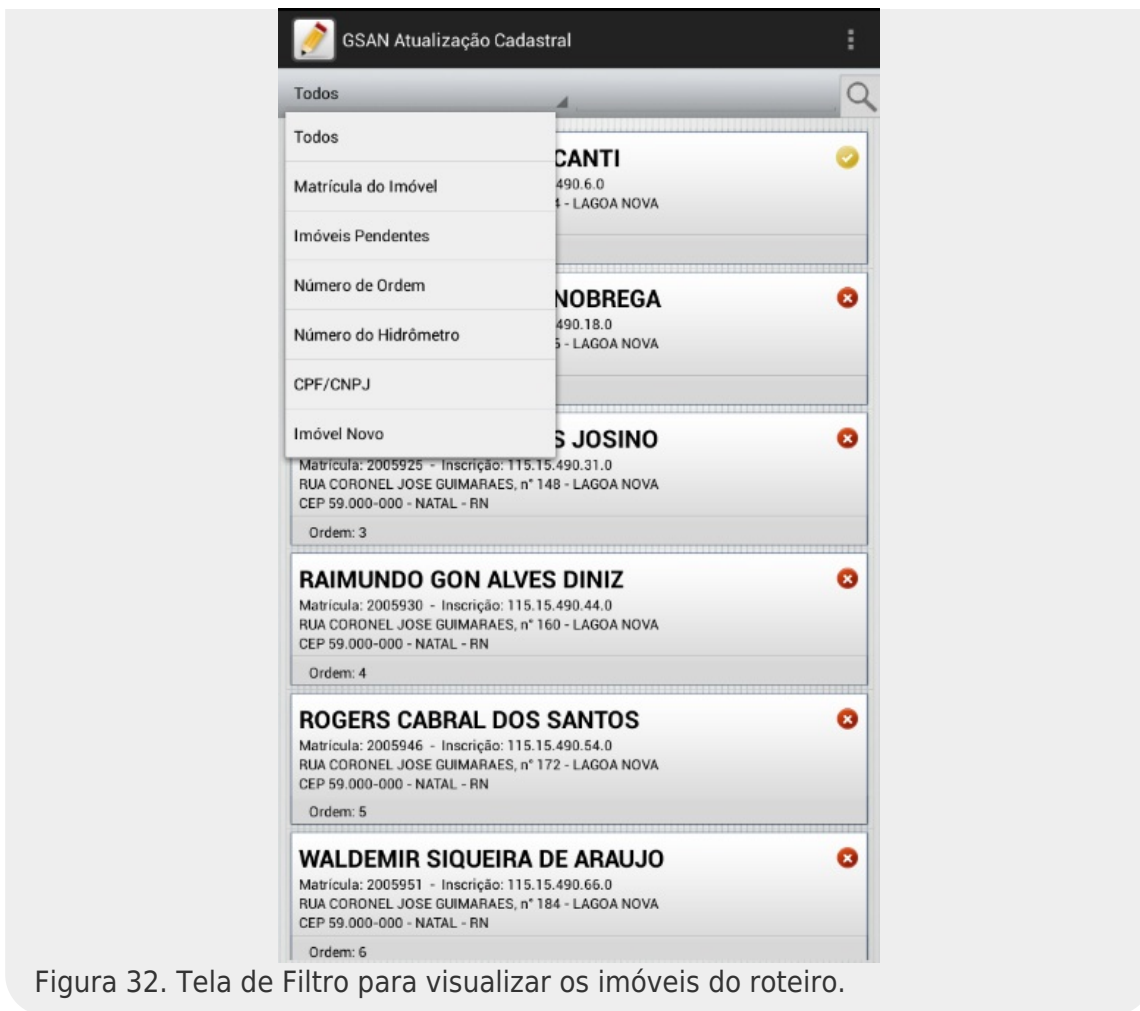 GSAN Atualização Cadastral
Todos
Todos
Matrícula do Imóvel
Imóveis Pendentes
Número de Ordem
Número do Hidrômetro
CPF/CNPJ
Imóvel Novo
CANTI
490.6.0
- LAGOA NOVA
NOBREGA
490.18.0
- LAGOA NOVA
S JOSINO
Matrícula: 2005925 - Inscrição: 115.15.490.31.0
RUA CORONEL JOSE GUIMARAES, n° 148 - LAGOA NOVA
CEP 59.000-000 - NATAL - RN
Ordem: 3
RAIMUNDO GON ALVES DINIZ
Matrícula: 2005930 - Inscrição: 115.15.490.44.0
RUA CORONEL JOSE GUIMARAES, n° 160 - LAGOA NOVA
CEP 59.000-000 - NATAL - RN
Ordem: 4
ROGERS CABRAL DOS SANTOS
Matrícula: 2005946 - Inscrição: 115.15.490.54.0
RUA CORONEL JOSE GUIMARAES, n° 172 - LAGOA NOVA
CEP 59.000-000 - NATAL - RN
Ordem: 5
WALDEMIR SIQUEIRA DE ARAUJO
Matrícula: 2005951 - Inscrição: 115.15.490.66.0
RUA CORONEL JOSE GUIMARAES, n° 184 - LAGOA NOVA
CEP 59.000-000 - NATAL - RN
Ordem: 6
Figura 32. Tela de Filtro para visualizar os imóveis do roteiro.